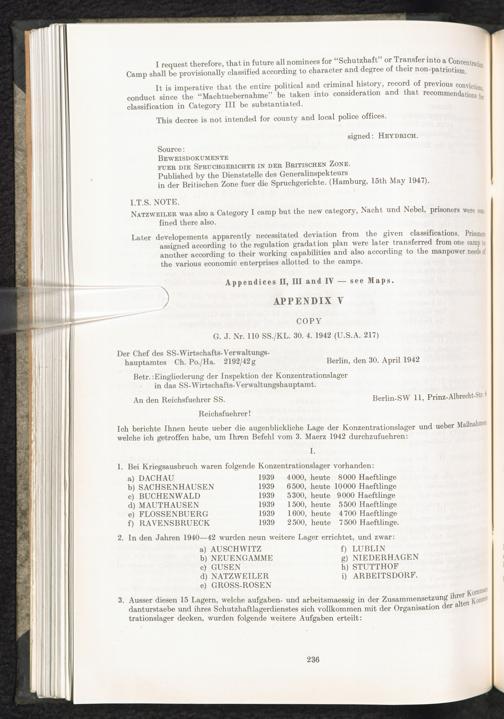 I request therefore, that in future all nominees for "Schutzhaft" or Transfer into a Concentration
Camp shall be provisionally classified according to character and degree of their non-patriotism.
It is imperative that the entire political and criminal history, record of previous convictions,
conduct since the "Machtuebernahme" be taken into consideration and that recommendations for
classification in Category III be substantiated.
This decree is not intended for county and local police offices.
signed: HEYDRICH.
Source:
BEWEISDOKUMENTE
FUER DIE SPRUCHGERICHTE IN DER BRITISCHEN ZONE.
Published by the Dienststelle des Generalinspekteurs
in der Britischen Zone fuer die Spruchgerichte. (Hamburg, 15th May 1947).
I.T.S. NOTE.
NATZWEILER was also a Category I camp but the new category, Nacht und Nebel, prisoners were con-
fined there also.
Later developements apparently necessitated deviation from the given classifications. Prisoners
assigned according to the regulation gradation plan were later transferred from one camp to
another according to their working capabilities and also according to the manpower needs of
the various economic enterprises allotted to the camps.
Appendices II, III and IV — see Maps.
APPENDIX V
COPY
G. J. Nr. 110 SS./KL. 30. 4. 1942 (U.S.A. 217)
Der Chef des SS-Wirtschafts-Verwaltungs-
hauptamtes Ch. Po./Ha. 2192/42 g Berlin, den 30. April 1942
Betr.: Eingliederung der Inspektion der Konzentrationslager
in das SS-Wirtschafts-Verwaltungshauptamt.
An den Reichsfuehrer SS. Berlin-SW 11, Prinz-Albrecht-Str.
Reichsfuehrer!
Ich berichte Ihnen heute ueber die augenblickliche Lage der Konzentrationslager und ueber Maßnahmen
welche ich getroffen habe, um Ihren Befehl vom 3. Maerz 1942 durchzufuehren:
I.
1. Bei Kriegsausbruch waren folgende Konzentrationslager vorhanden:
a) DACHAU 1939 4000, heute 8000 Haeftlinge
b) SACHSENHAUSEN 1939 6500, heute 10000 Haeftlinge
c) BUCHENWALD 1939 5300, heute 9000 Haeftlinge
d) MAUTHAUSEN 1939 1500, heute 5500 Haeftlinge
e) FLOSSENBUERG 1939 1600, heute 4700 Haeftlinge
f) RAVENSBRUECK 1939 2500, heute 7500 Haeftlinge.
2. In den Jahren 1940—42 wurden neun weitere Lager errichtet, und zwar:
a) AUSCHWITZ f) LUBLIN
b) NEUENGAMME g) NIEDERHAGEN
c) GUSEN h) STUTTHOF
d) NATZWEILER i) ARBEITSDORF.
e) GROSS-ROSEN
3. Ausser diesen 15 Lagern, welche aufgaben- und arbeitsmaessig in der Zusammensetzung ihrer Komman-
danturstaebe und ihres Schutzhaftlagerdienstes sich vollkommen mit der Organisation der alten Konzen-
trationslager decken, wurden folgende weitere Aufgaben erteilt:
236